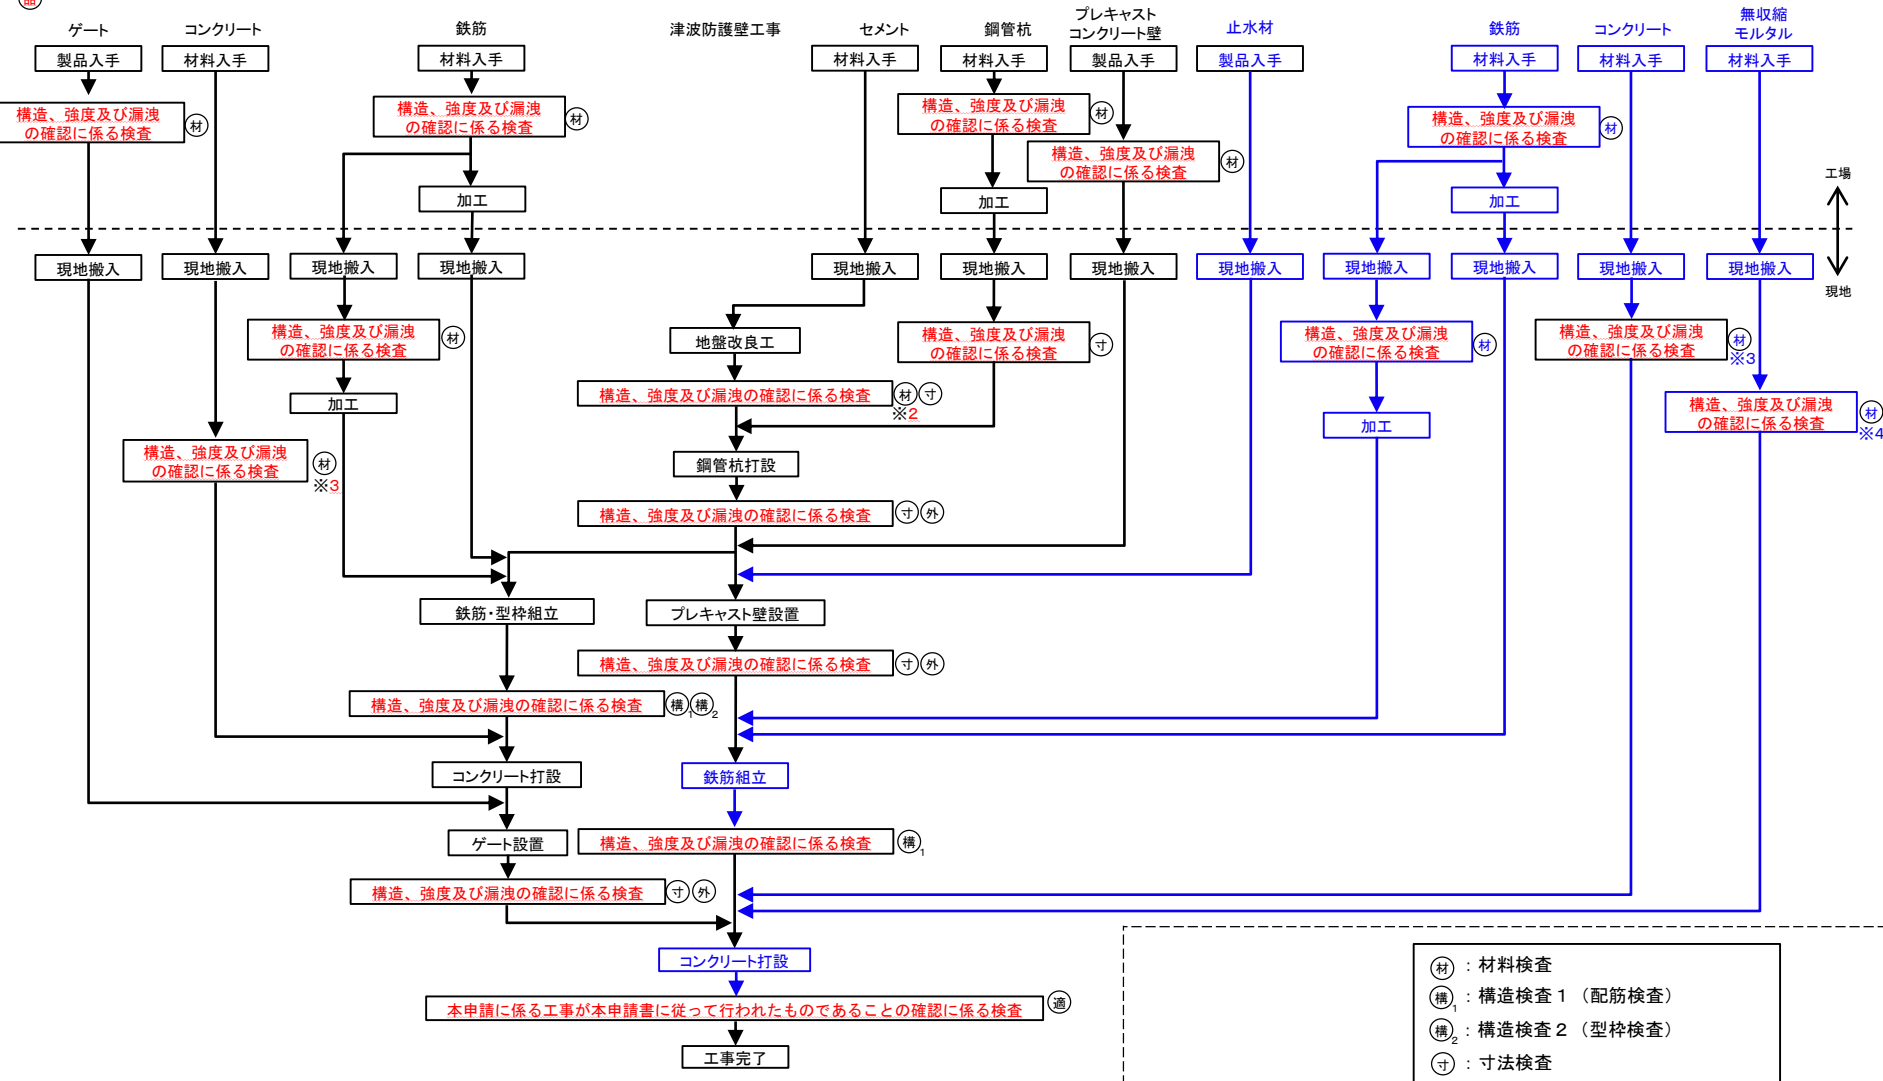 品
ゲート
コンクリート
鉄筋
津波防護壁工事
セメント
鋼管杭
プレキャスト
コンクリート壁
止水材
鉄筋
コンクリート
無収縮
モルタル
製品入手
材料入手
材料入手
材料入手
材料入手
製品入手
製品入手
材料入手
材料入手
材料入手
構造、強度及び漏洩
の確認に係る検査
材
構造、強度及び漏洩
の確認に係る検査
材
構造、強度及び漏洩
の確認に係る検査
材
構造、強度及び漏洩
の確認に係る検査
材
構造、強度及び漏洩
の確認に係る検査
材
加工
加工
加工
工場
現地
現地搬入
現地搬入
現地搬入
現地搬入
現地搬入
現地搬入
現地搬入
現地搬入
現地搬入
現地搬入
現地搬入
現地搬入
構造、強度及び漏洩
の確認に係る検査
材
地盤改良工
構造、強度及び漏洩
の確認に係る検査
寸
構造、強度及び漏洩
の確認に係る検査
材
構造、強度及び漏洩
の確認に係る検査
材
※3
構造、強度及び漏洩の確認に係る検査
材 寸
※2
加工
加工
構造、強度及び漏洩
の確認に係る検査
材
※4
構造、強度及び漏洩
の確認に係る検査
材
※3
鋼管杭打設
構造、強度及び漏洩の確認に係る検査
寸 外
鉄筋・型枠組立
プレキャスト壁設置
構造、強度及び漏洩の確認に係る検査
寸 外
構造、強度及び漏洩の確認に係る検査
構1 構2
コンクリート打設
鉄筋組立
ゲート設置
構造、強度及び漏洩の確認に係る検査
構1
構造、強度及び漏洩の確認に係る検査
寸 外
コンクリート打設
本申請に係る工事が本申請書に従って行われたものであることの確認に係る検査
適
工事完了
材 : 材料検査
構1 : 構造検査1 (配筋検査)
構2 : 構造検査2 (型枠検査)
寸 : 寸法検査